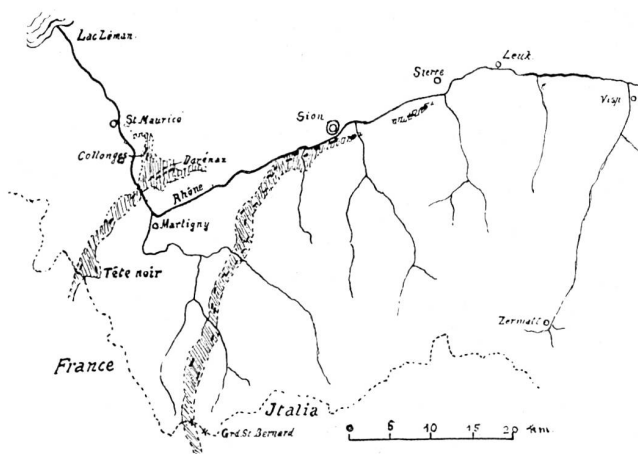 Lac Léman.
Leuk
Sierre
Visp
St. Maurice
Sion
Collonges
Dorénaz
Rhône
Martigny
Tête noir
Zermatt
France
Italia
Grd. St. Bernard
0 5 10 15 20 Km.